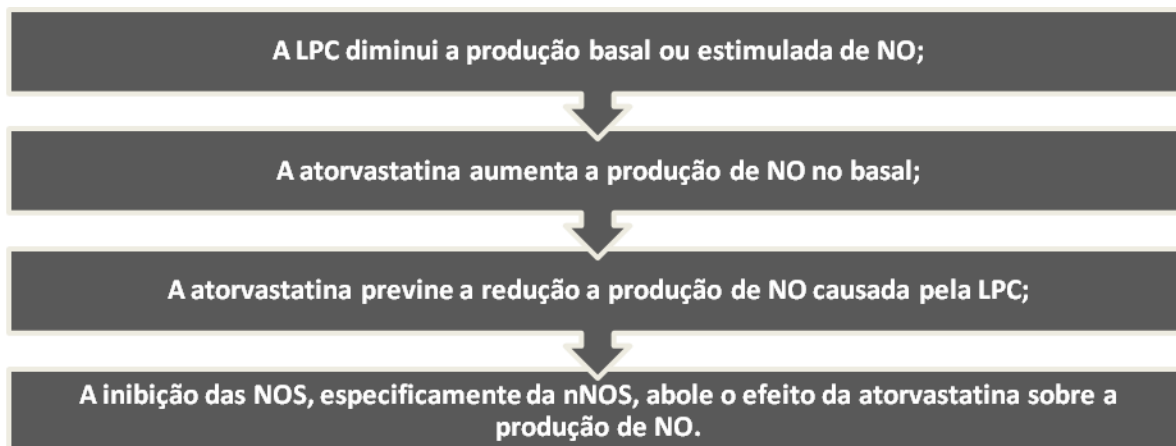 A LPC diminui a produção basal ou estimulada de NO;
A atorvastatina aumenta a produção de NO no basal;
A atorvastatina previne a redução a produção de NO causada pela LPC;
A inibição das NOS, especificamente da nNOS, abole o efeito da atorvastatina sobre a
produção de NO.